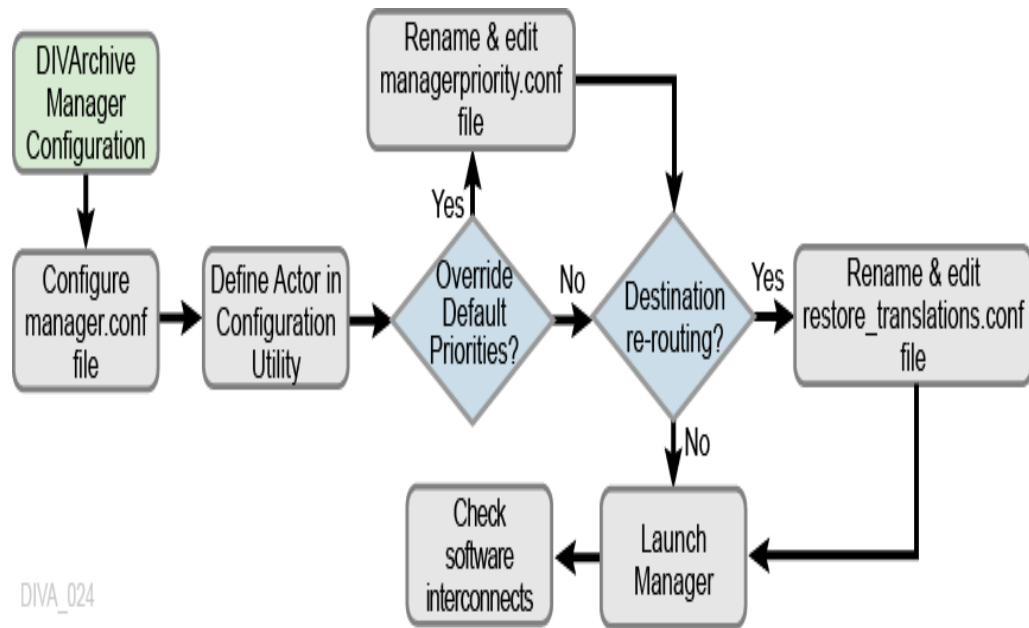 DIVArchive
Manager
Configuration
Configure
manager.conf
file
Define Actor in
Configuration
Utility
Override
Default
Priorities?
Yes
Rename & edit
managerpriority.conf
file
No
Destination
re-routing?
Yes
Rename & edit
restore_translations.conf
file
No
Launch
Manager
Check
software
interconnects
DIVA_024